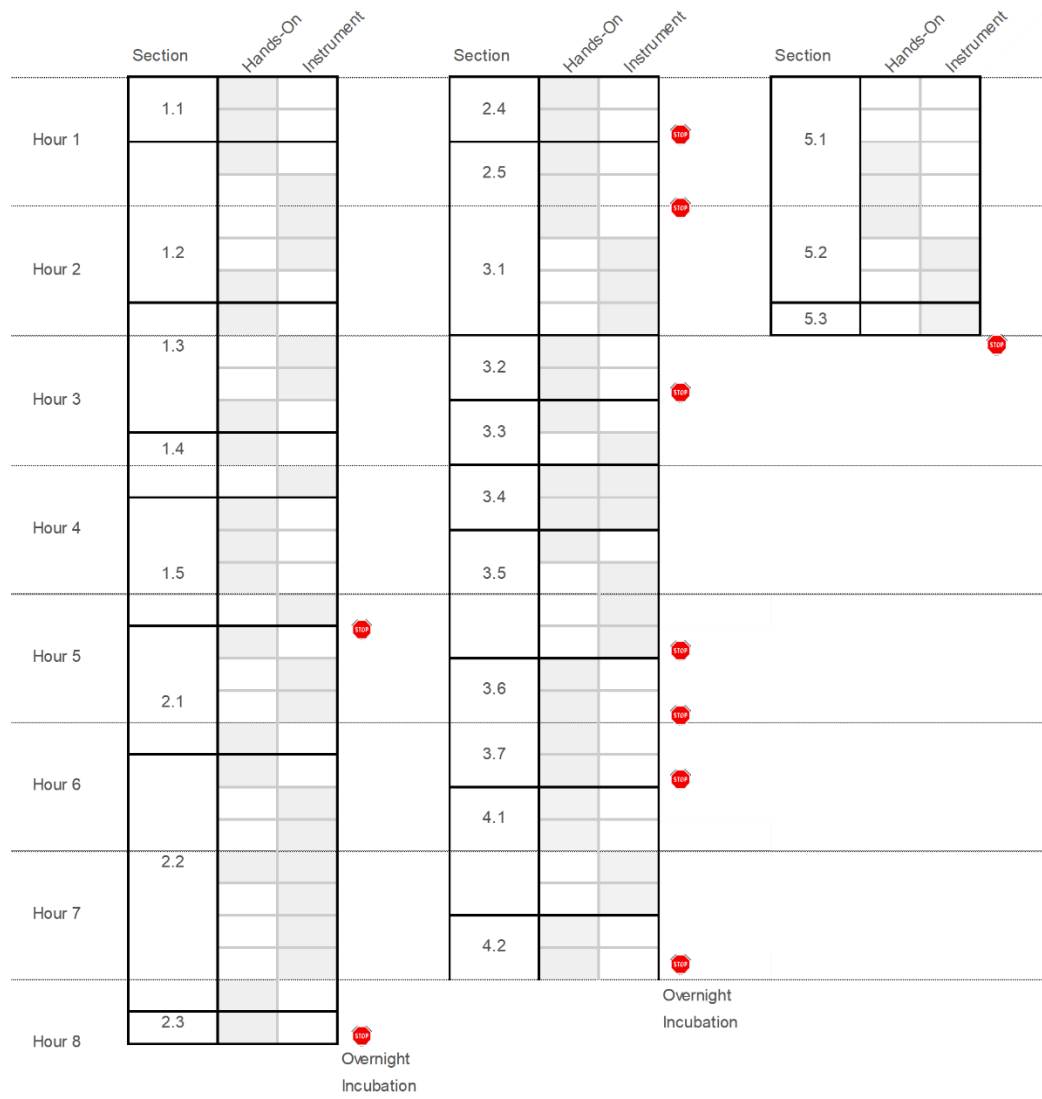 Section Hands-On Instrument Section Hands-On Instrument Section Hands-On Instrument
1.1 2.4
Hour 1 STOP 5.1
2.5
STOP
1.2 5.2
Hour 2 3.1
5.3
1.3 STOP
3.2
Hour 3 STOP
3.3
1.4
3.4
Hour 4
1.5 3.5
STOP
Hour 5 STOP
3.6
2.1 STOP
3.7
Hour 6 STOP
4.1
2.2
Hour 7
4.2
STOP
Overnight
Incubation
2.3
Hour 8 STOP
Overnight
Incubation